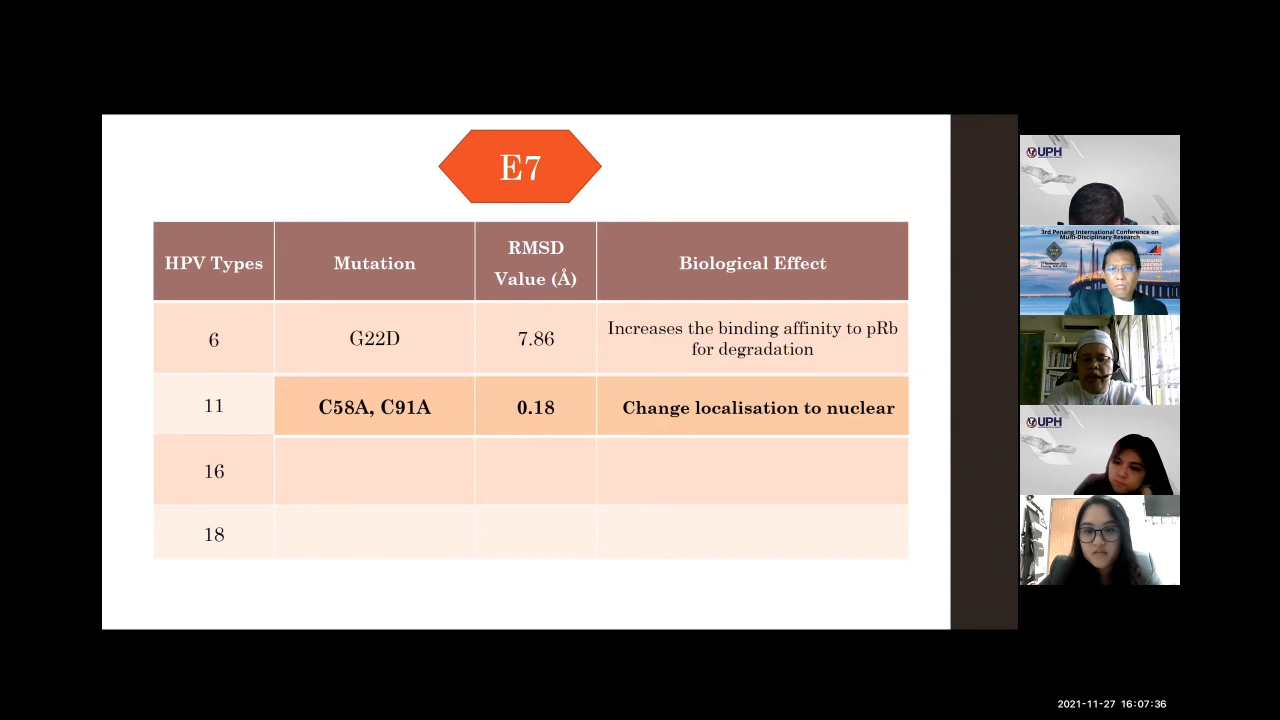 E7
HPV Types
Mutation
RMSD
Value (Å)
Biological Effect
6
G22D
7.86
Increases the binding affinity to pRb
for degradation
11
C58A, C91A
0.18
Change localisation to nuclear
16
18
UPH
3rd Penang International Conference on
Multi-Disciplinary Research
UPH
2021-11-27 16:07:36